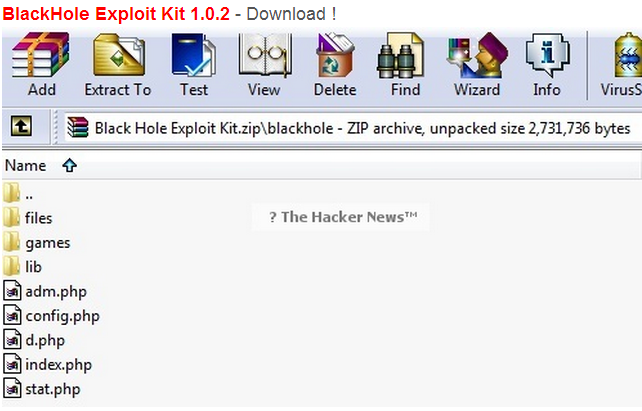 BlackHole Exploit Kit 1.0.2 - Download !
Add Extract To Test View Delete Find Wizard Info VirusS
Black Hole Exploit Kit.zip\blackhole - ZIP archive, unpacked size 2,731,736 bytes
Name
..
files
? The Hacker News™
games
lib
adm.php
config.php
d.php
index.php
stat.php